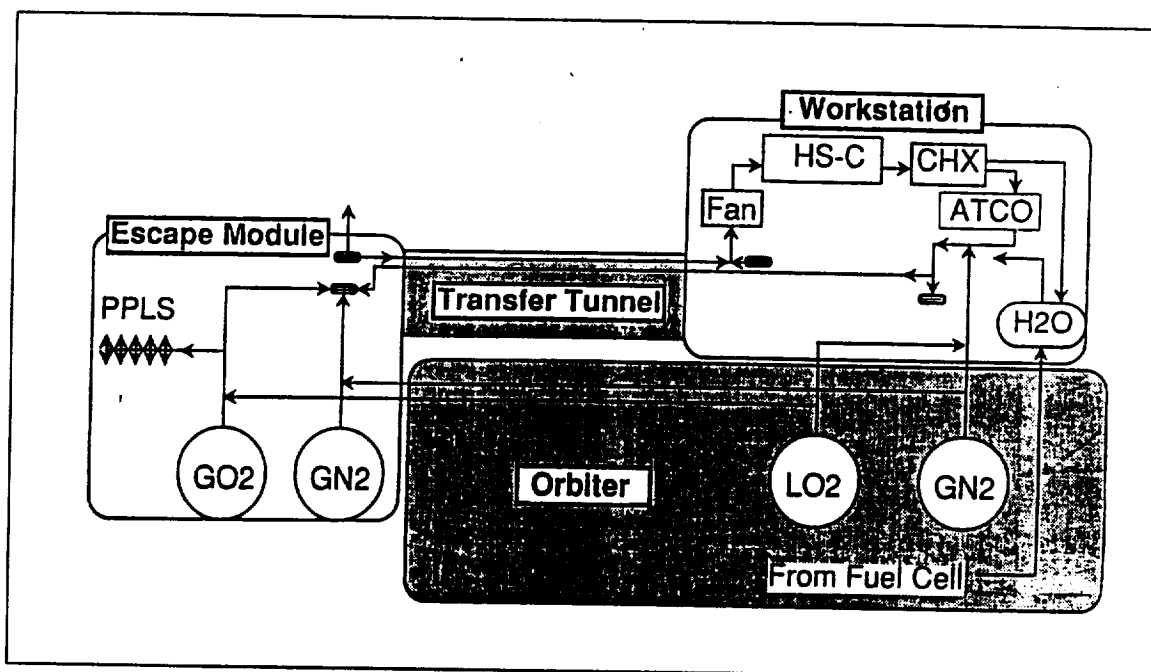 Workstation
HS-C
CHX
Fan
ATCO
Escape Module
Transfer Tunnel
PPLS
H2O
GO2
GN2
Orbiter
LO2
GN2
From Fuel Cell